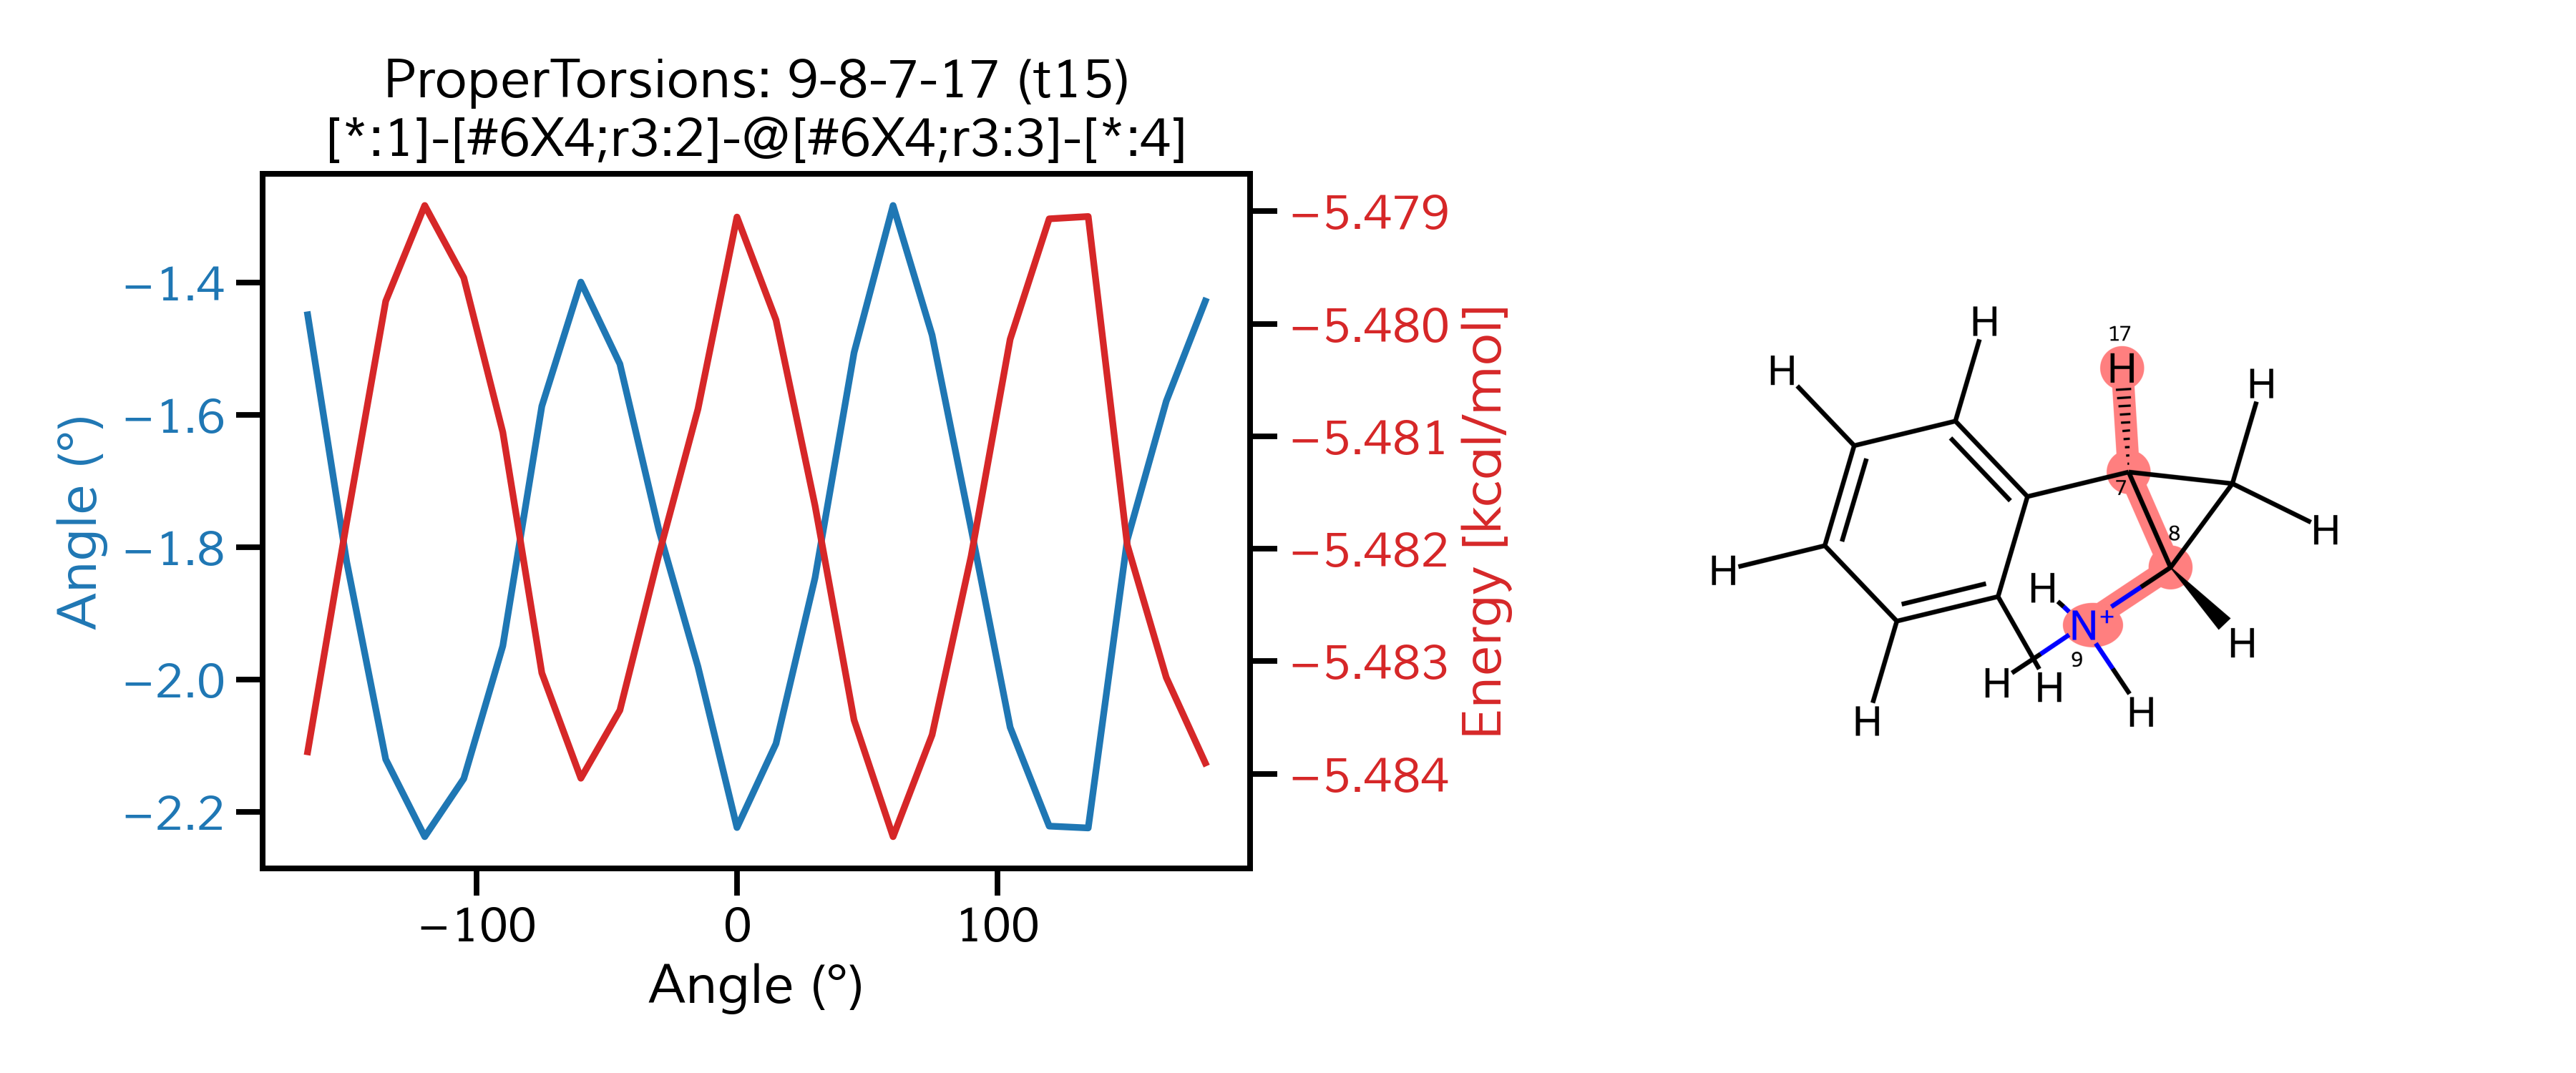 ProperTorsions: 9-8-7-17 (t15)
[*:1]-[#6X4;r3:2]-@[#6X4;r3:3]-[*:4]
Angle (°)
−1.4
−1.6
−1.8
−2.0
−2.2
−100
0
100
Angle (°)
−5.479
−5.480
−5.481
−5.482
−5.483
−5.484
Energy [kcal/mol]
H
17
H
H
H
H
7
8
H
H
H
N+
9
H
H
H
H
H